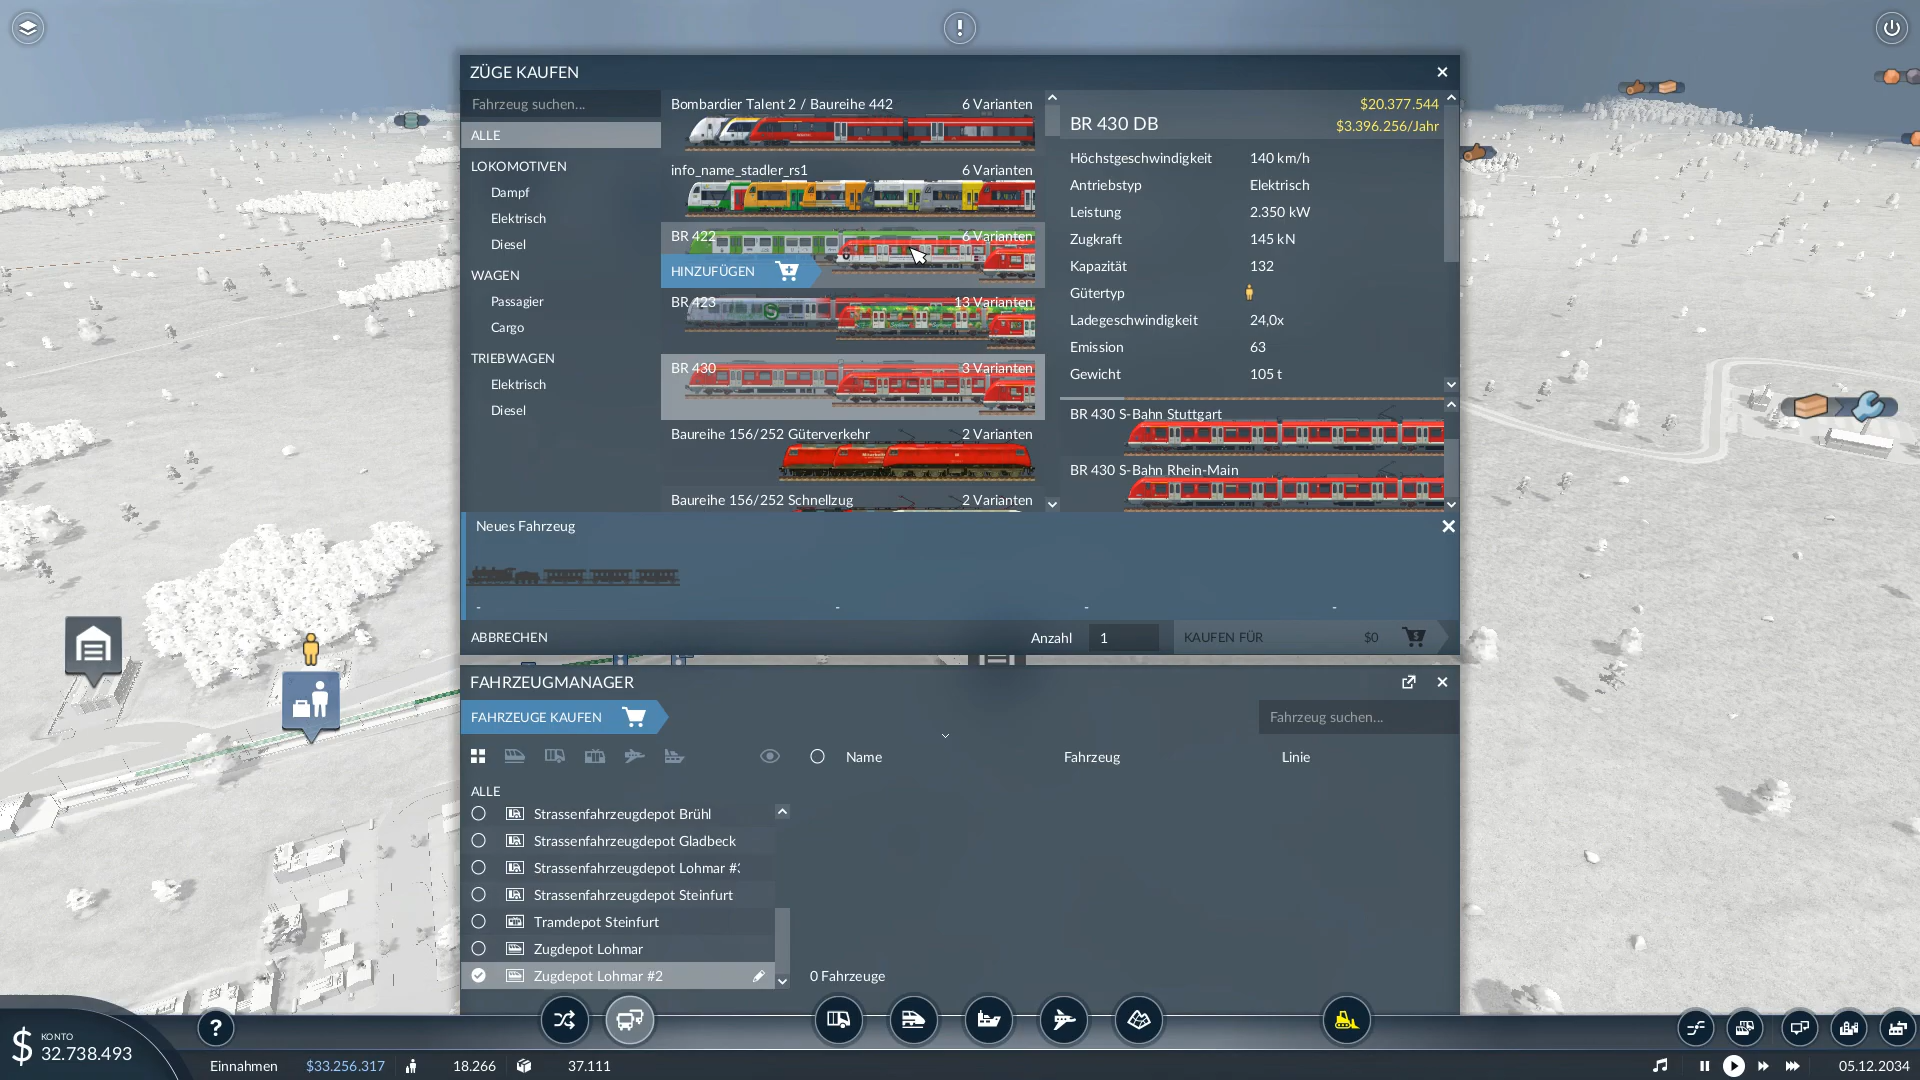 ZÜGE KAUFEN
Fahrzeug suchen...
ALLE
LOKOMOTIVEN
Dampf
Elektrisch
Diesel
WAGEN
Passagier
Cargo
TRIEBWAGEN
Elektrisch
Diesel
Bombardier Talent 2 / Baureihe 442 6 Varianten
info_name_stadler_rs1 6 Varianten
BR 422 6 Varianten
HINZUFÜGEN
BR 423 13 Varianten
BR 430 3 Varianten
Baureihe 156/252 Güterverkehr 2 Varianten
Baureihe 156/252 Schnellzug 2 Varianten
$20.377.544
BR 430 DB $3.396.256/Jahr
Höchstgeschwindigkeit 140 km/h
Antriebstyp Elektrisch
Leistung 2.350 kW
Zugkraft 145 kN
Kapazität 132
Gütertyp
Ladegeschwindigkeit 24,0x
Emission 63
Gewicht 105 t
BR 430 S-Bahn Stuttgart
BR 430 S-Bahn Rhein-Main
Neues Fahrzeug
- - - -
ABBRECHEN Anzahl 1 KAUFEN FÜR $0
FAHRZEUGMANAGER
FAHRZEUGE KAUFEN Fahrzeug suchen...
Name Fahrzeug Linie
ALLE
Strassenfahrzeugdepot Brühl
Strassenfahrzeugdepot Gladbeck
Strassenfahrzeugdepot Lohmar
Strassenfahrzeugdepot Steinfurt
Tramdepot Steinfurt
Zugdepot Lohmar
Zugdepot Lohmar #2 0 Fahrzeuge
$ KONTO
32.738.493
?
Einnahmen $33.256.317 18.266 37.111 05.12.2034